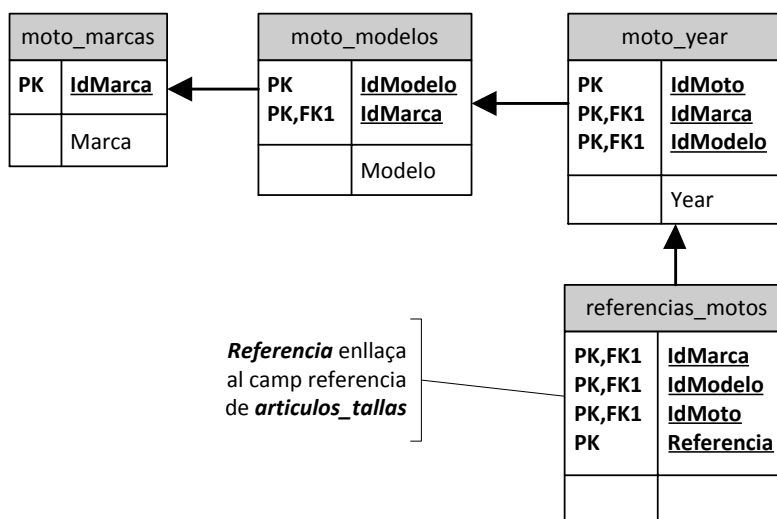 moto_marcas
PK IdMarca
Marca
moto_modelos
PK IdModelo
PK,FK1 IdMarca
Modelo
moto_year
PK IdMoto
PK,FK1 IdMarca
PK,FK1 IdModelo
Year
Referencia enllaça
al camp referencia
de articulos_tallas
referencias_motos
PK,FK1 IdMarca
PK,FK1 IdModelo
PK,FK1 IdMoto
PK Referencia